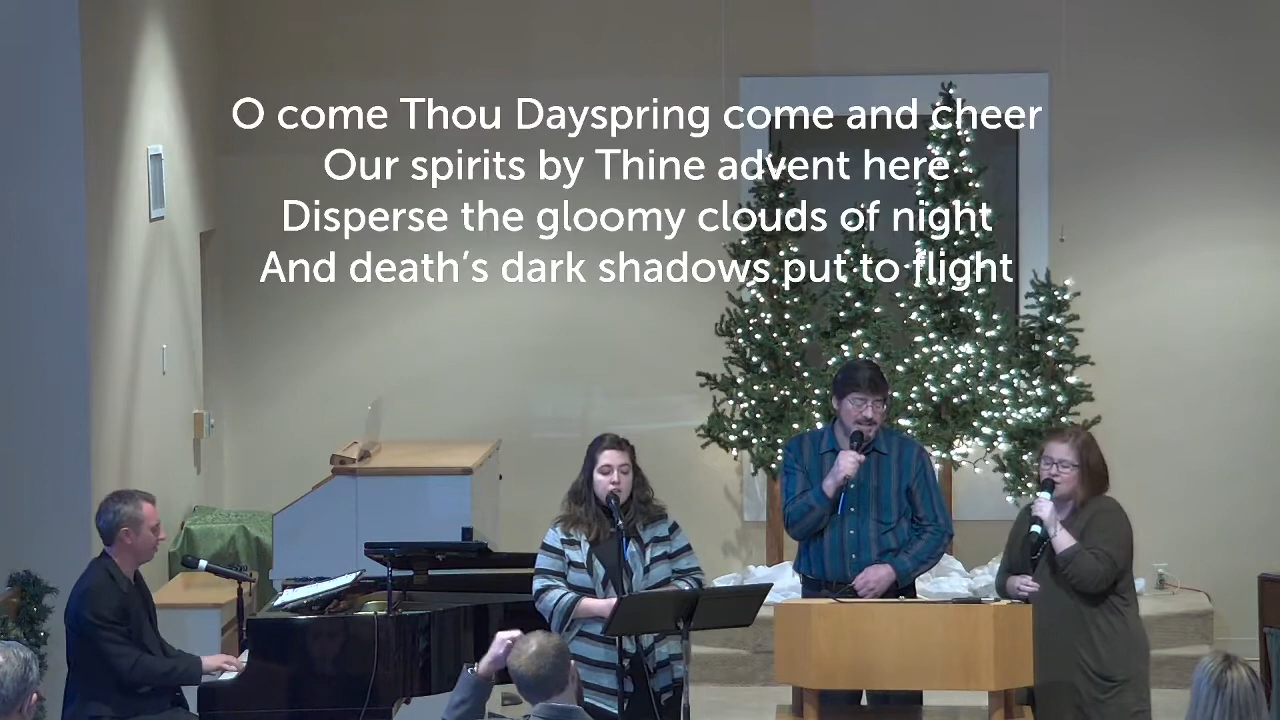 O come Thou Dayspring come and cheer
Our spirits by Thine advent here
Disperse the gloomy clouds of night
And death's dark shadows put to flight